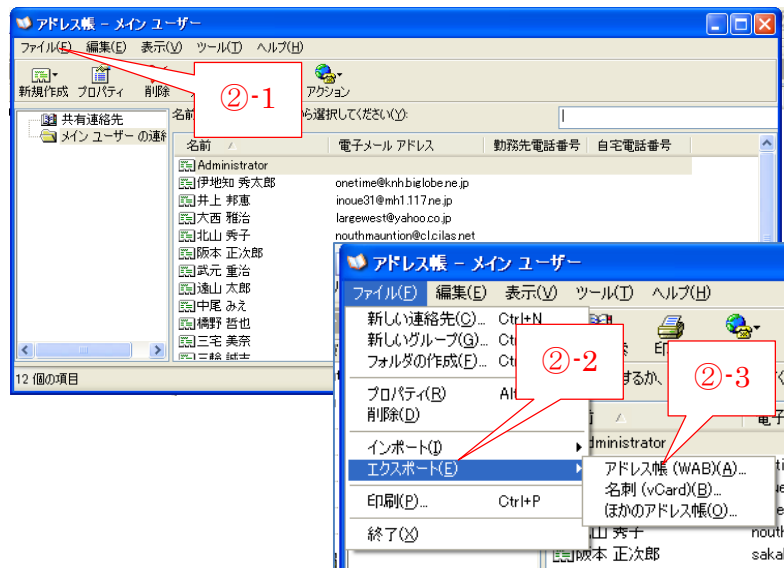 アドレス帳 - メイン ユーザー
ファイル(F) 編集(E) 表示(V) ツール(T) ヘルプ(H)
新規作成 プロパティ 削除 アクション
②-1
共有連絡先
メイン ユーザー の連絡
から選択してください(Y):
名前 電子メール アドレス 勤務先電話番号 自宅電話番号
Administrator
伊地知 秀太郎 onetime@knh.biglobe.ne.jp
井上 邦恵 inoue31@mh1.117.ne.jp
大西 雅治 largewest@yahoo.co.jp
北山 秀子 nouthmauntion@cl.cilas.net
阪本 正次郎
武元 重治
遠山 太郎
中尾 みえ
橋野 哲也
三宅 美奈
三輪 誠志
12 個の項目
アドレス帳 - メイン ユーザー
ファイル(F) 編集(E) 表示(V) ツール(T) ヘルプ(H)
新しい連絡先(C)... Ctrl+N
新しいグループ(G)...
フォルダの作成(F)...
プロパティ(R)
削除(D)
インポート(I)
エクスポート(E)
印刷(P)... Ctrl+P
終了(X)
②-2
②-3
するか、
アドレス帳 (WAB)(A)...
名刺 (vCard)(B)...
ほかのアドレス帳(O)...
山 秀子 nouth
阪本 正次郎 saka